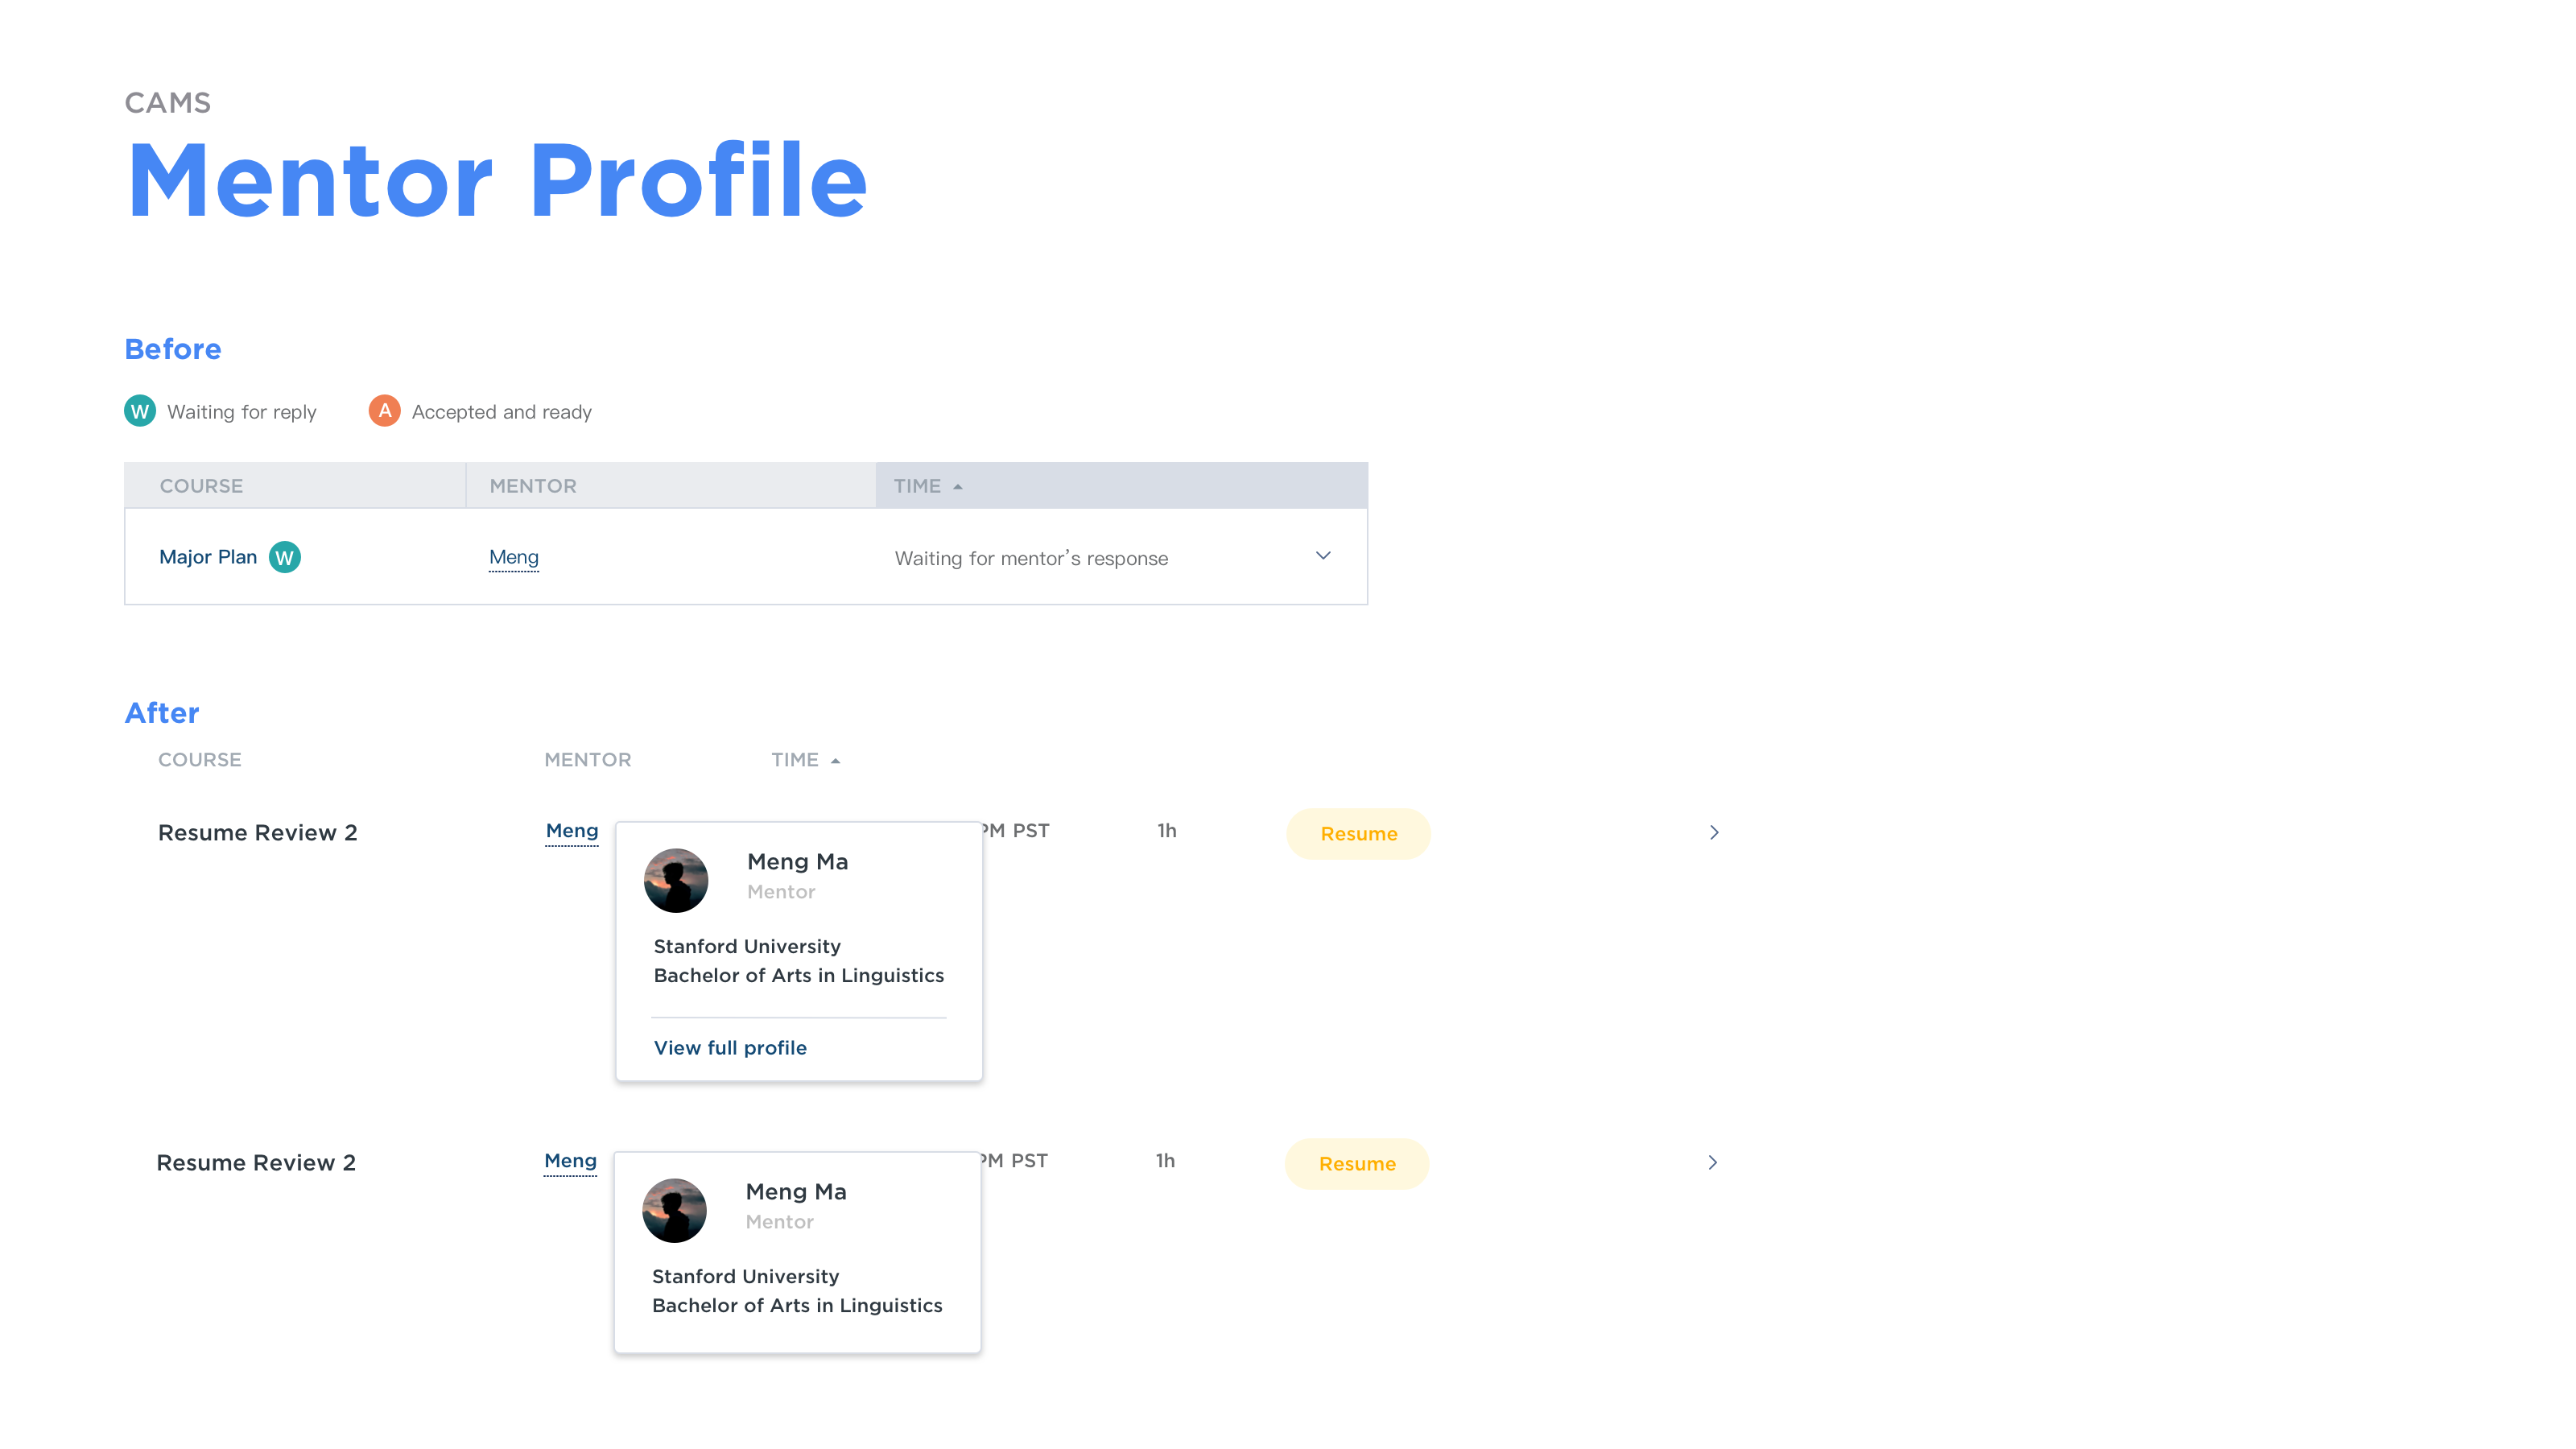 CAMS
Mentor Profile
Before
W Waiting for reply A Accepted and ready
COURSE MENTOR TIME
Major Plan W Meng Waiting for mentor's response
After
COURSE MENTOR TIME
Resume Review 2 Meng PM PST 1h Resume
Meng Ma
Mentor
Stanford University
Bachelor of Arts in Linguistics
View full profile
Resume Review 2 Meng PM PST 1h Resume
Meng Ma
Mentor
Stanford University
Bachelor of Arts in Linguistics